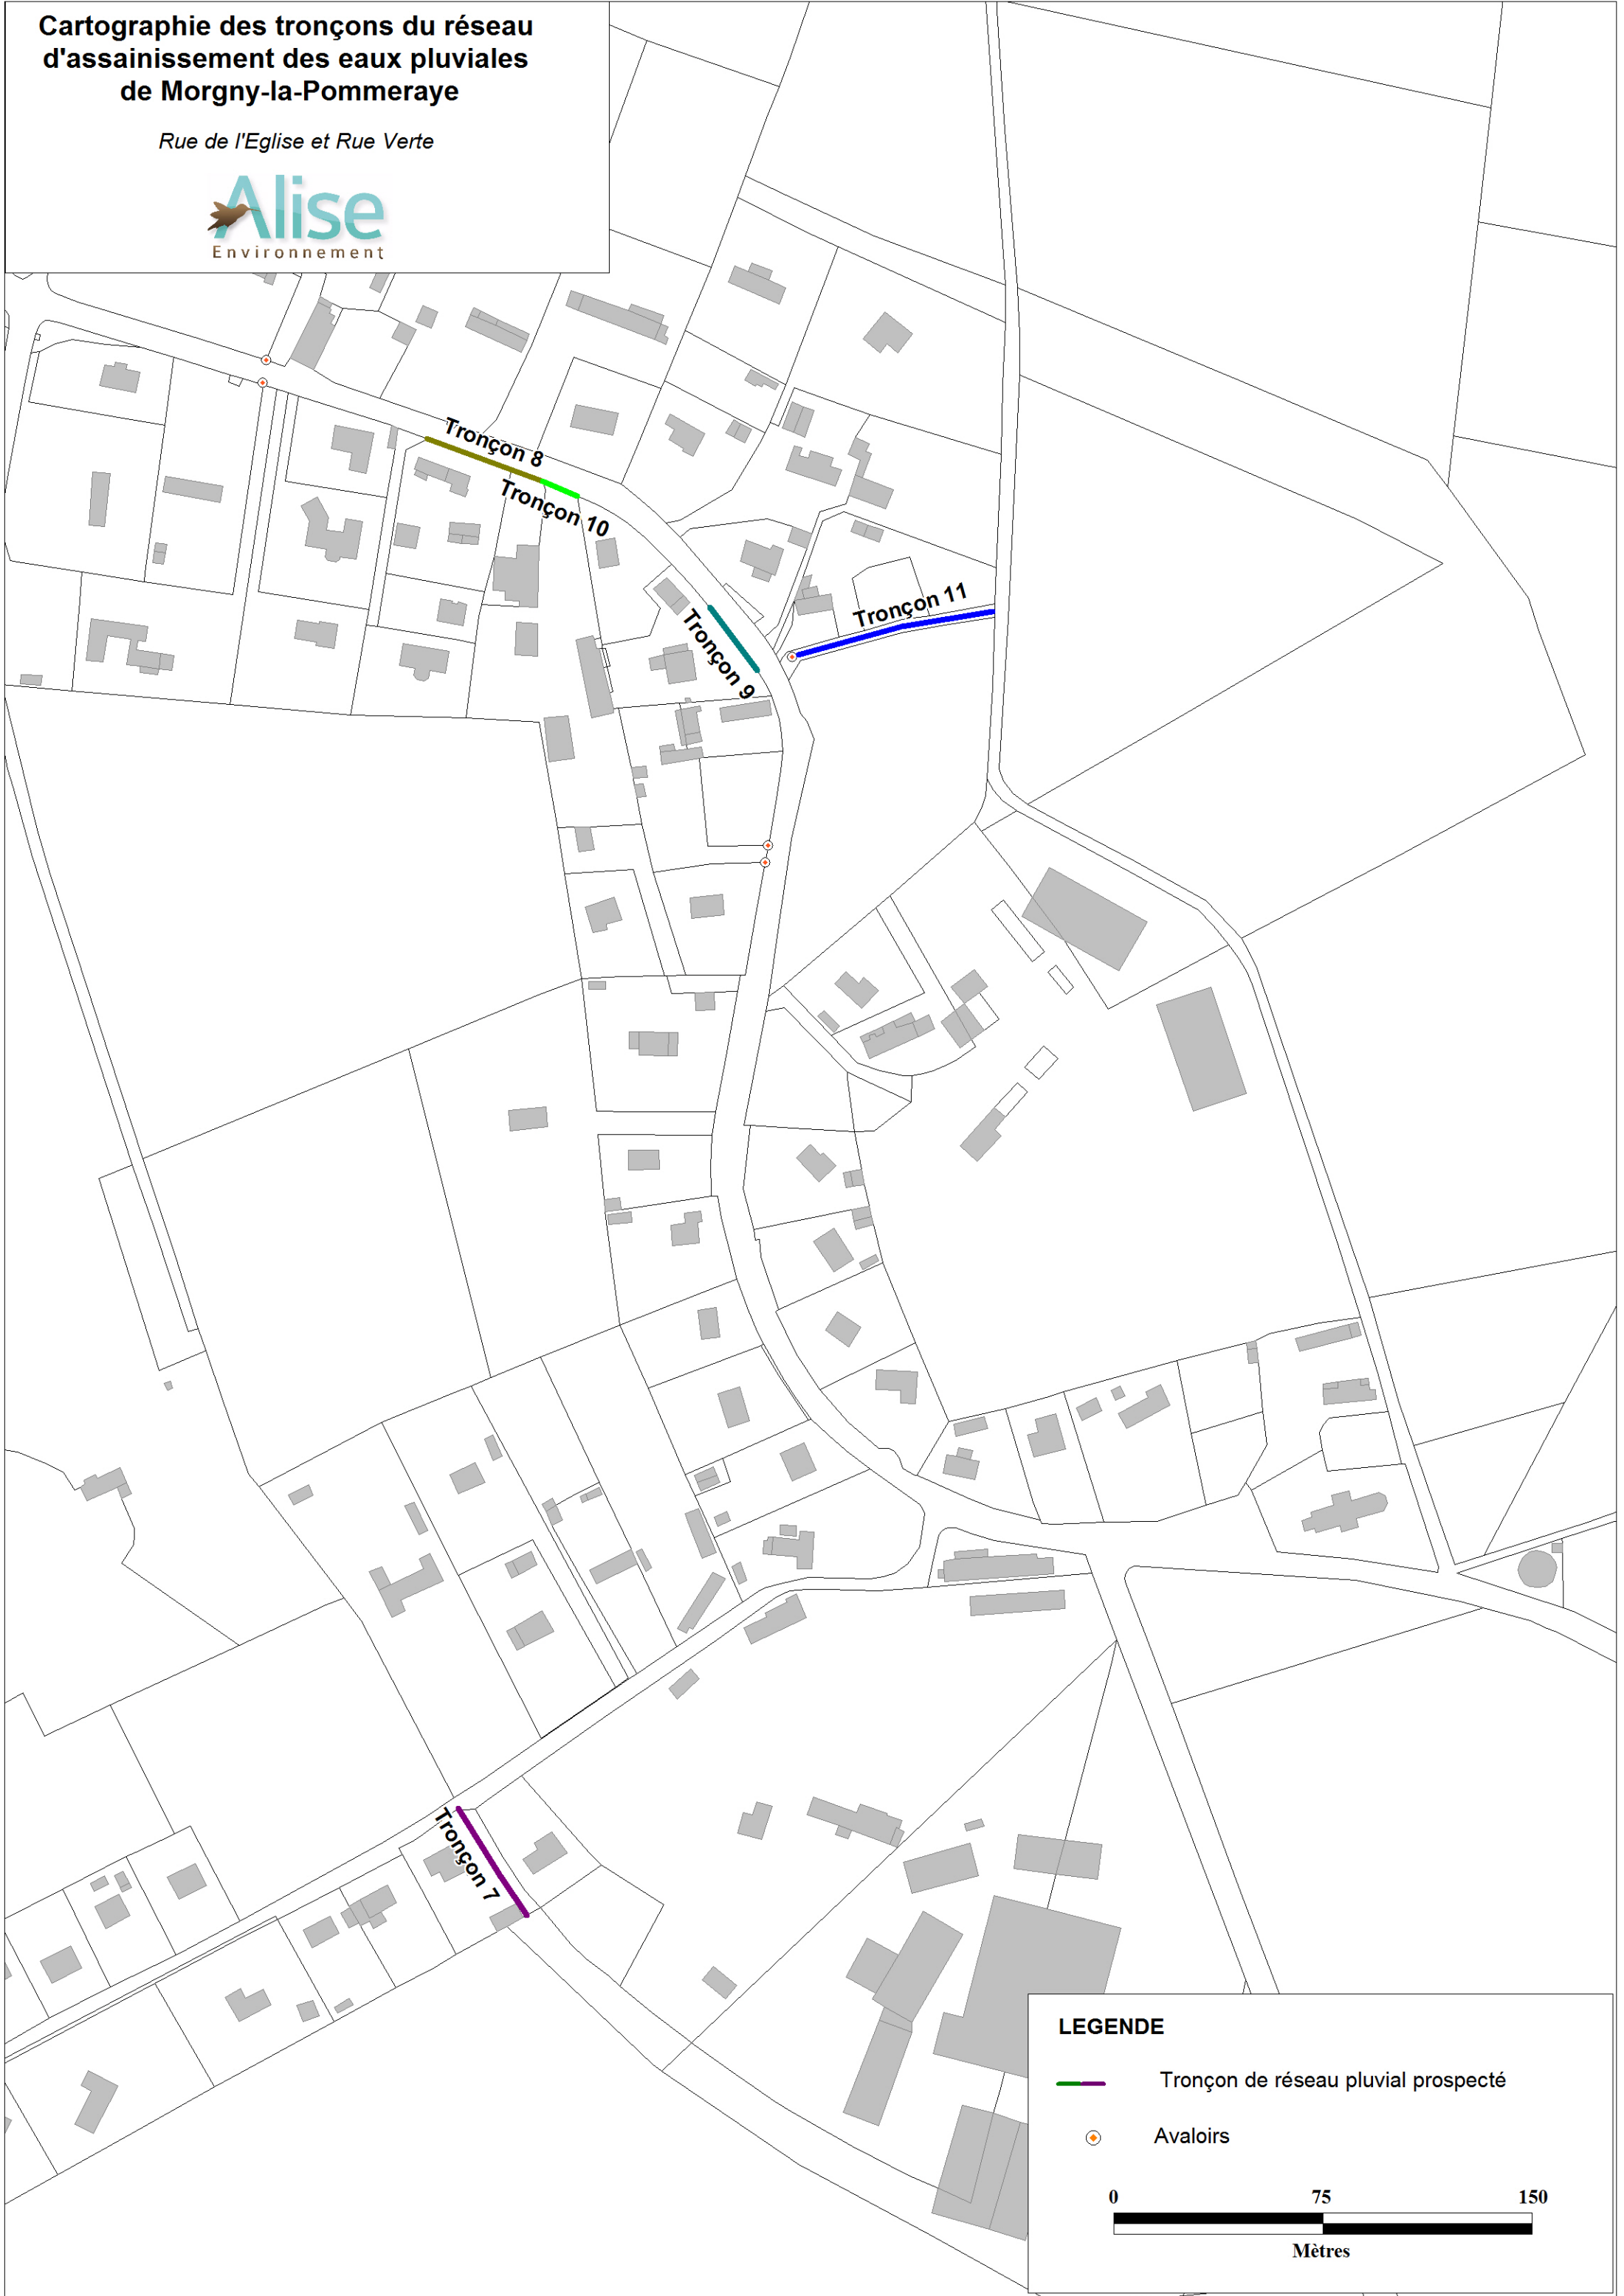 Cartographie des tronçons du réseau
d'assainissement des eaux pluviales
de Morgny-la-Pommeraye
Rue de l'Eglise et Rue Verte
Alise
Environnement
Tronçon 8
Tronçon 10
Tronçon 11
Tronçon 9
Tronçon 7
LEGENDE
Tronçon de réseau pluvial prospecté
Avaloirs
0 75 150
Mètres